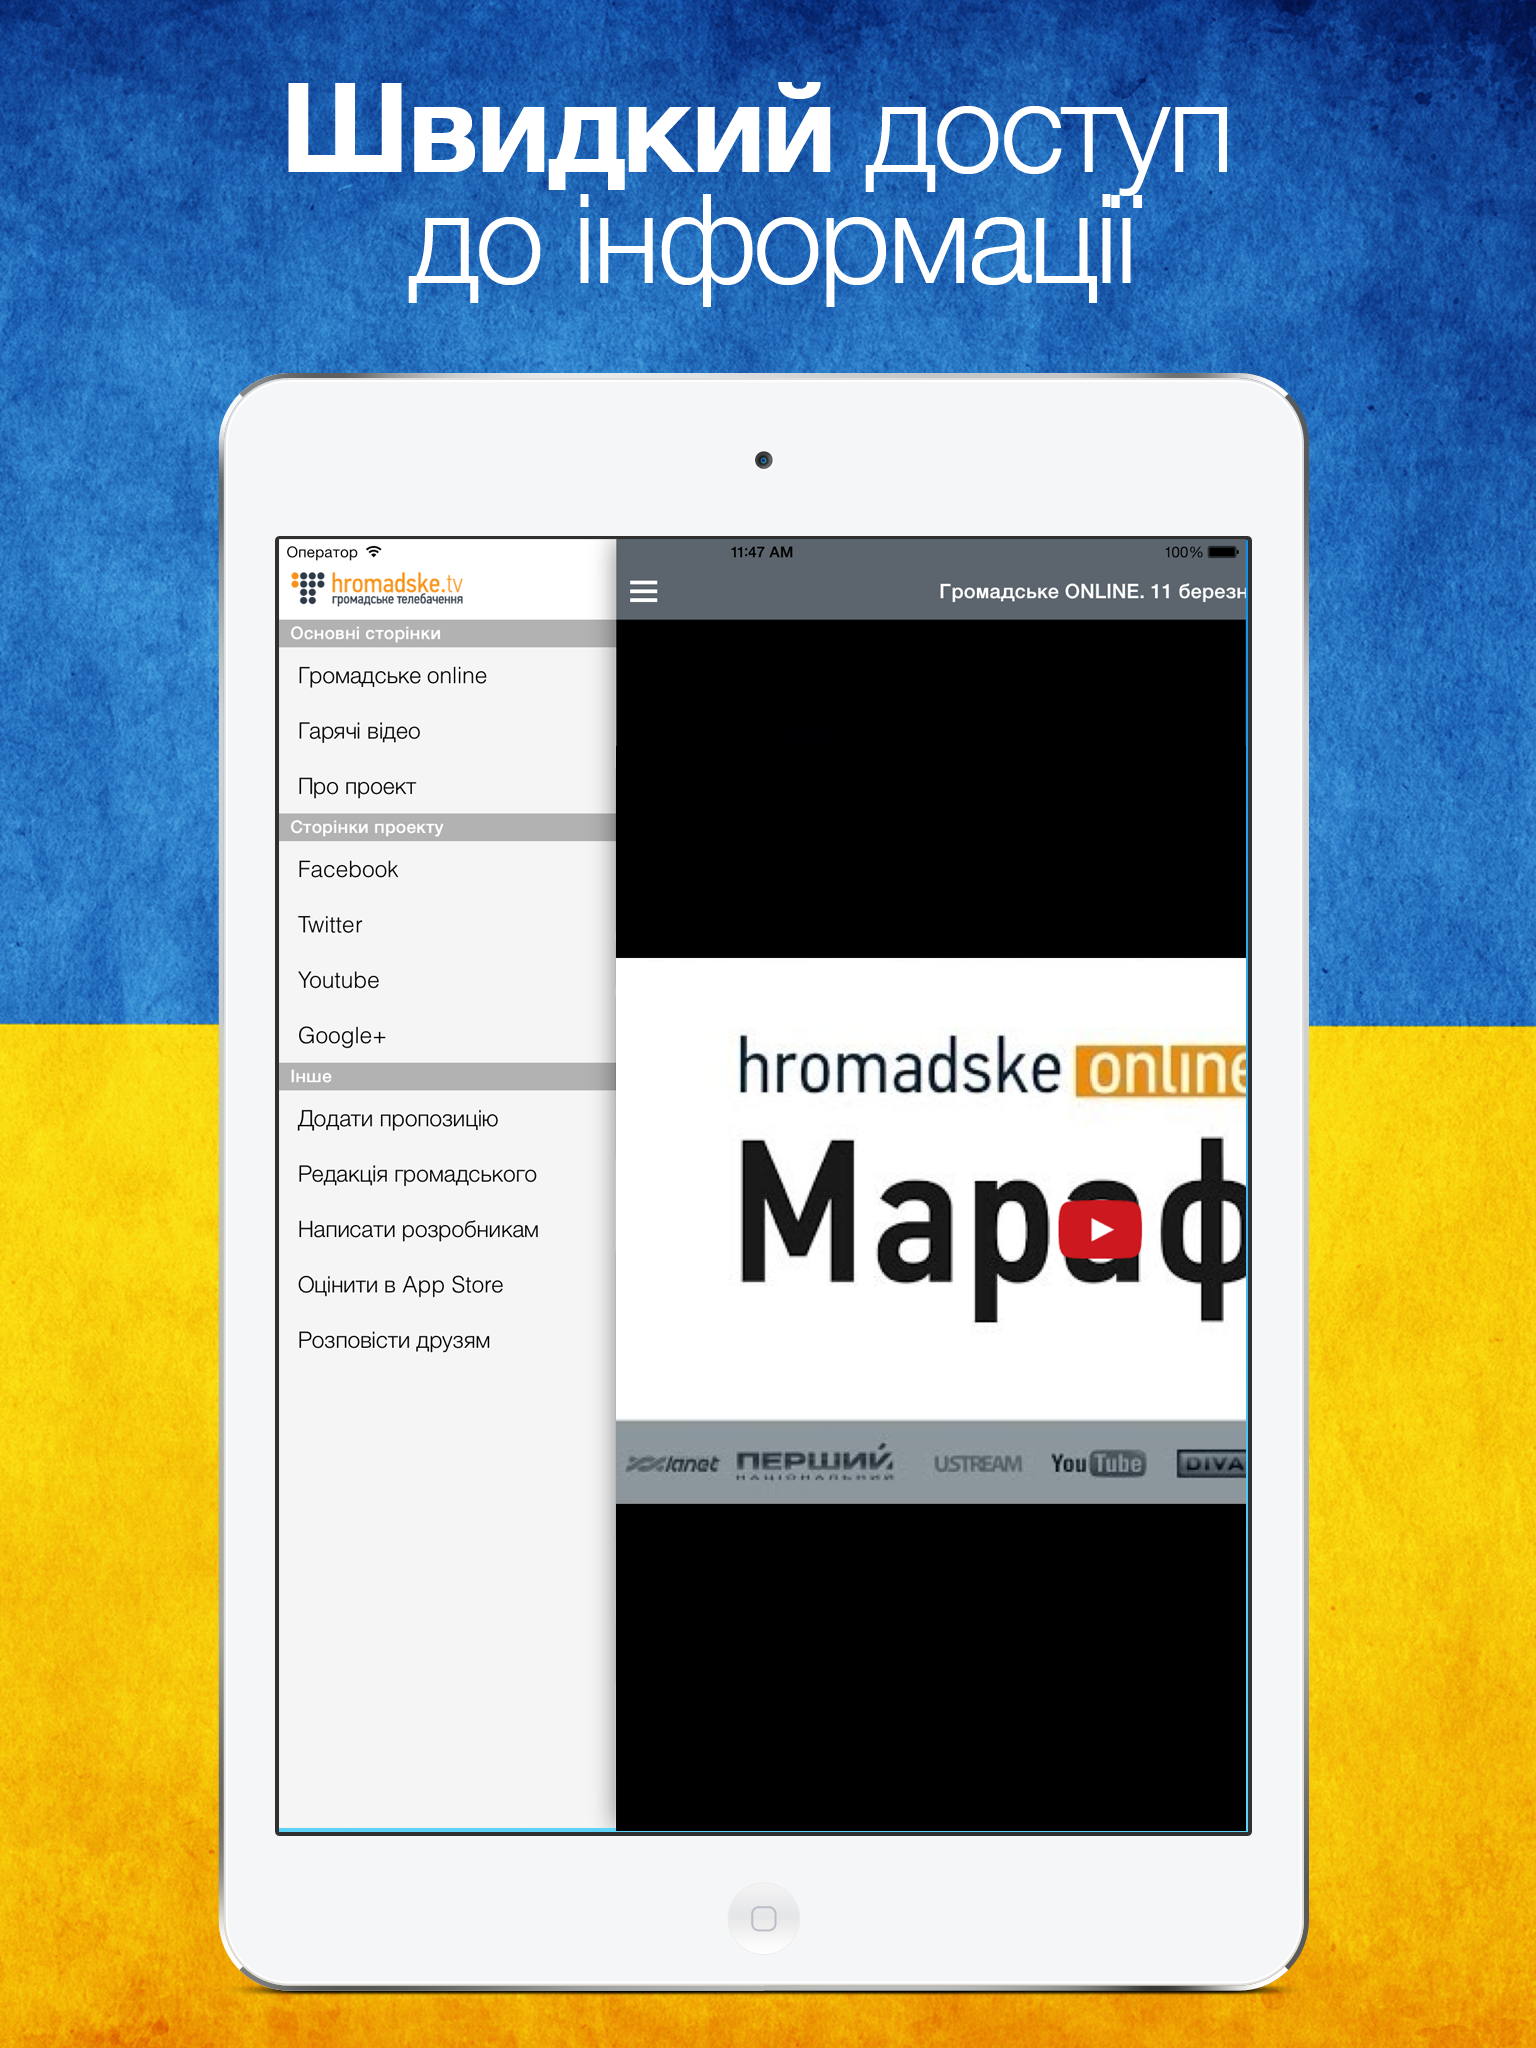 Швидкий доступ
до інформації
Оператор
11:47 AM
100%
hromadske.tv
громадське телебачення
Громадське ONLINE. 11 березн
Основні сторінки
Громадське online
Гарячі відео
Про проект
Сторінки проекту
Facebook
Twitter
Youtube
Google+
Інше
Додати пропозицію
Редакція громадського
Написати розробникам
Оцінити в App Store
Розповісти друзям
hromadske online
Мараф
lanet
ПЕРШИЙ
НАЦІОНАЛЬНИЙ
USTREAM
YouTube
DIVA